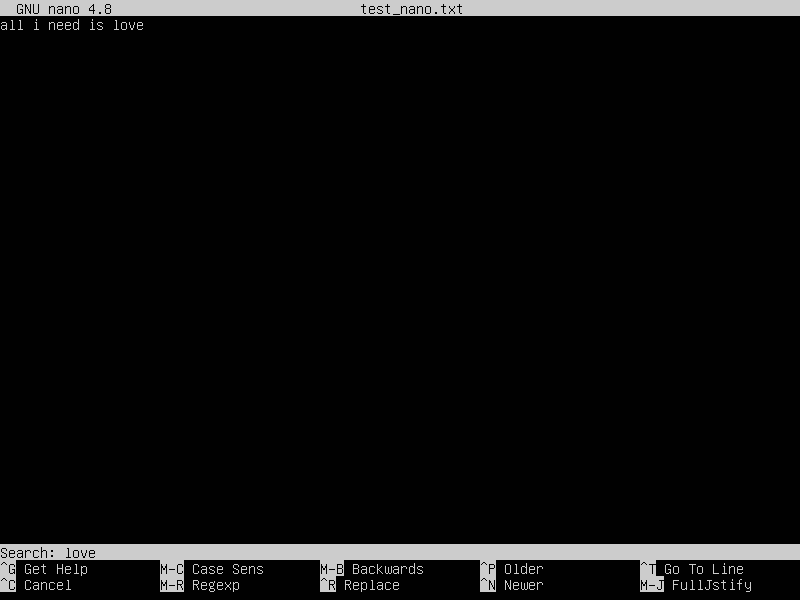 GNU nano 4.8 test_nano.txt
all i need is love
Search: love
^G Get Help M-C Case Sens M-B Backwards ^P Older ^T Go To Line
^C Cancel M-R Regexp ^R Replace ^N Newer M-J FullJstify